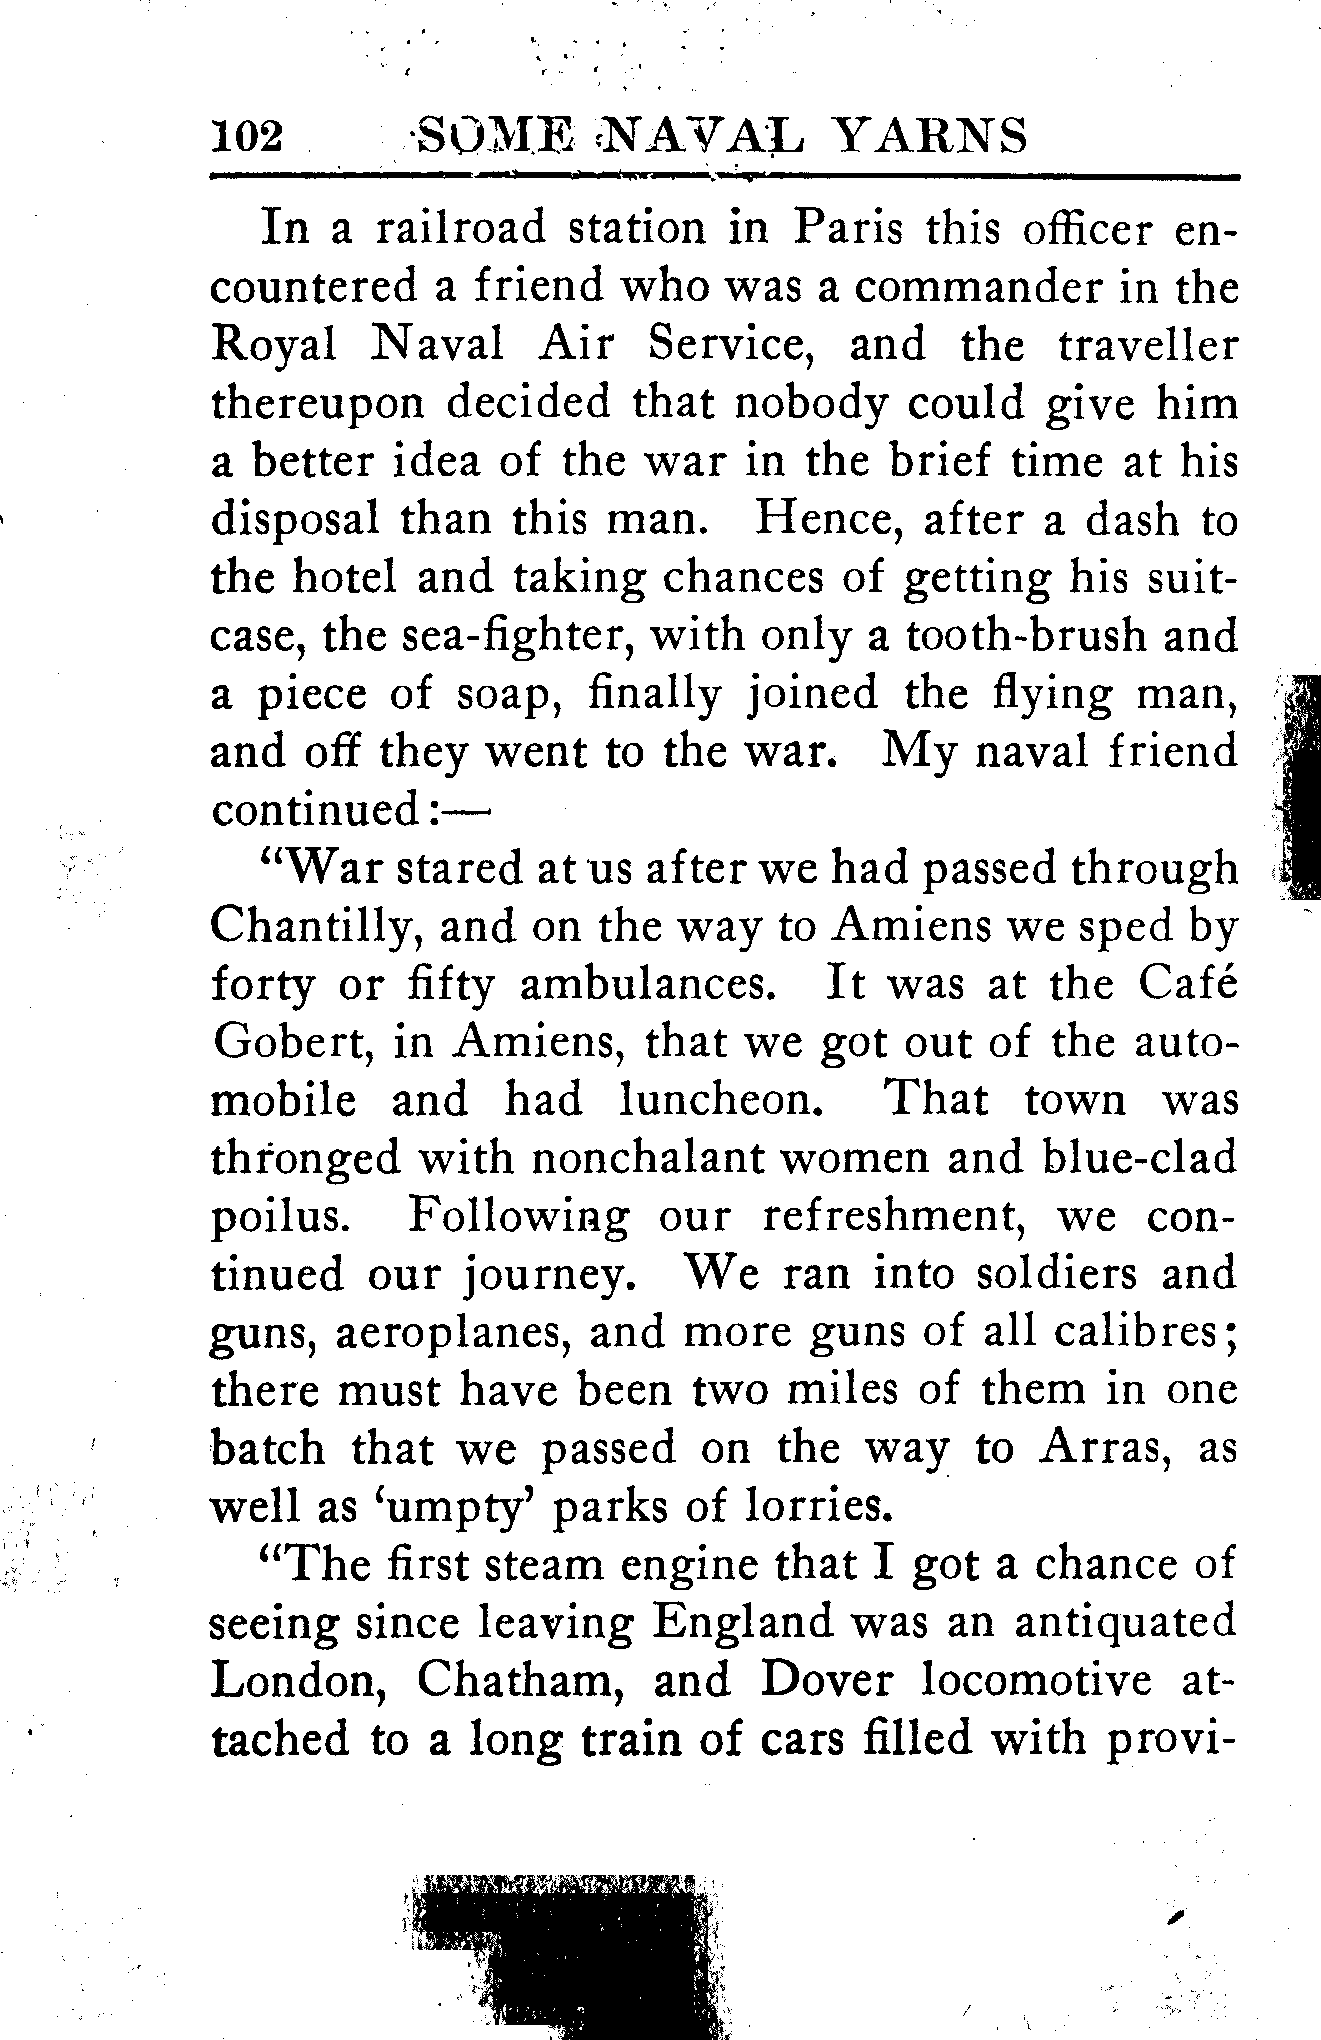 102 SOME NAVAL YARNS
In a railroad station in Paris this officer en-
countered a friend who was a commander in the
Royal Naval Air Service, and the traveller
thereupon decided that nobody could give him
a better idea of the war in the brief time at his
disposal than this man. Hence, after a dash to
the hotel and taking chances of getting his suit-
case, the sea-fighter, with only a tooth-brush and
a piece of soap, finally joined the flying man,
and off they went to the war. My naval friend
continued:—
“War stared at us after we had passed through
Chantilly, and on the way to Amiens we sped by
forty or fifty ambulances. It was at the Café
Gobert, in Amiens, that we got out of the auto-
mobile and had luncheon. That town was
thronged with nonchalant women and blue-clad
poilus. Following our refreshment, we con-
tinued our journey. We ran into soldiers and
guns, aeroplanes, and more guns of all calibres;
there must have been two miles of them in one
batch that we passed on the way to Arras, as
well as ‘umpty’ parks of lorries.
“The first steam engine that I got a chance of
seeing since leaving England was an antiquated
London, Chatham, and Dover locomotive at-
tached to a long train of cars filled with provi-